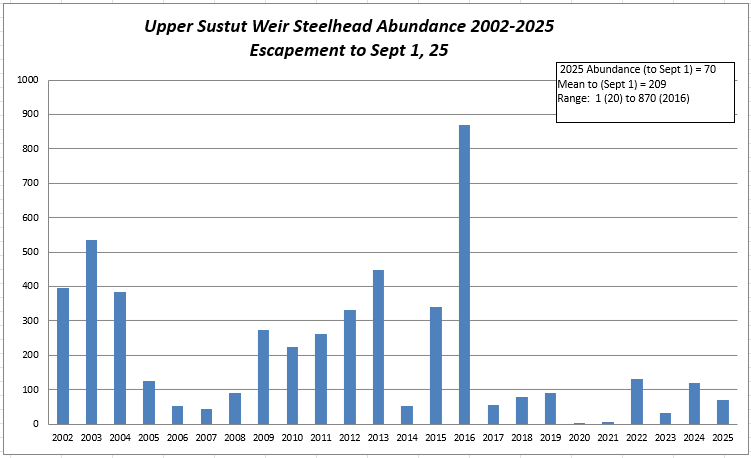 Upper Sustut Weir Steelhead Abundance 2002-2025
Escapement to Sept 1, 25
2025 Abundance (to Sept 1) = 70
Mean to (Sept 1) = 209
Range:  1 (20) to 870 (2016)
1000
900
800
700
600
500
400
300
200
100
0
2002 2003 2004 2005 2006 2007 2008 2009 2010 2011 2012 2013 2014 2015 2016 2017 2018 2019 2020 2021 2022 2023 2024 2025